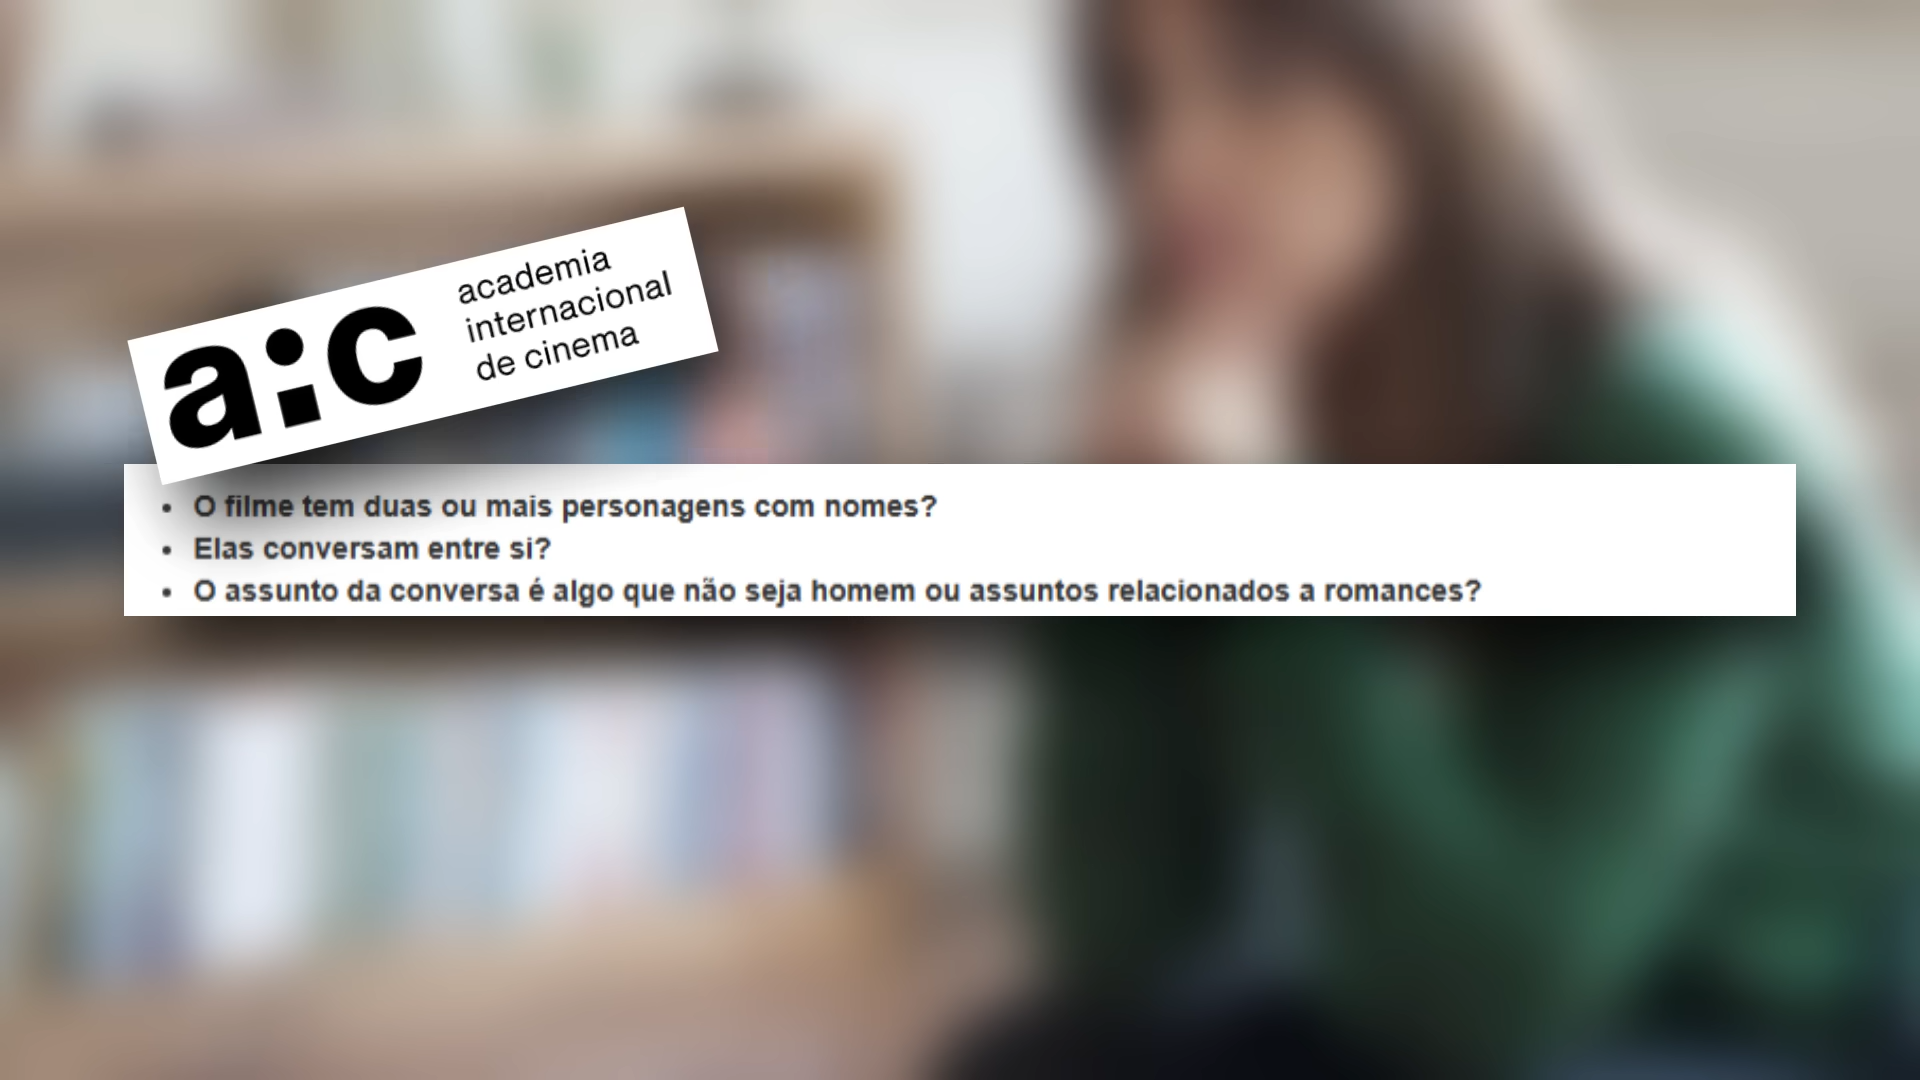 a:c
academia
internacional
de cinema
• O filme tem duas ou mais personagens com nomes?
• Elas conversam entre si?
• O assunto da conversa é algo que não seja homem ou assuntos relacionados a romances?